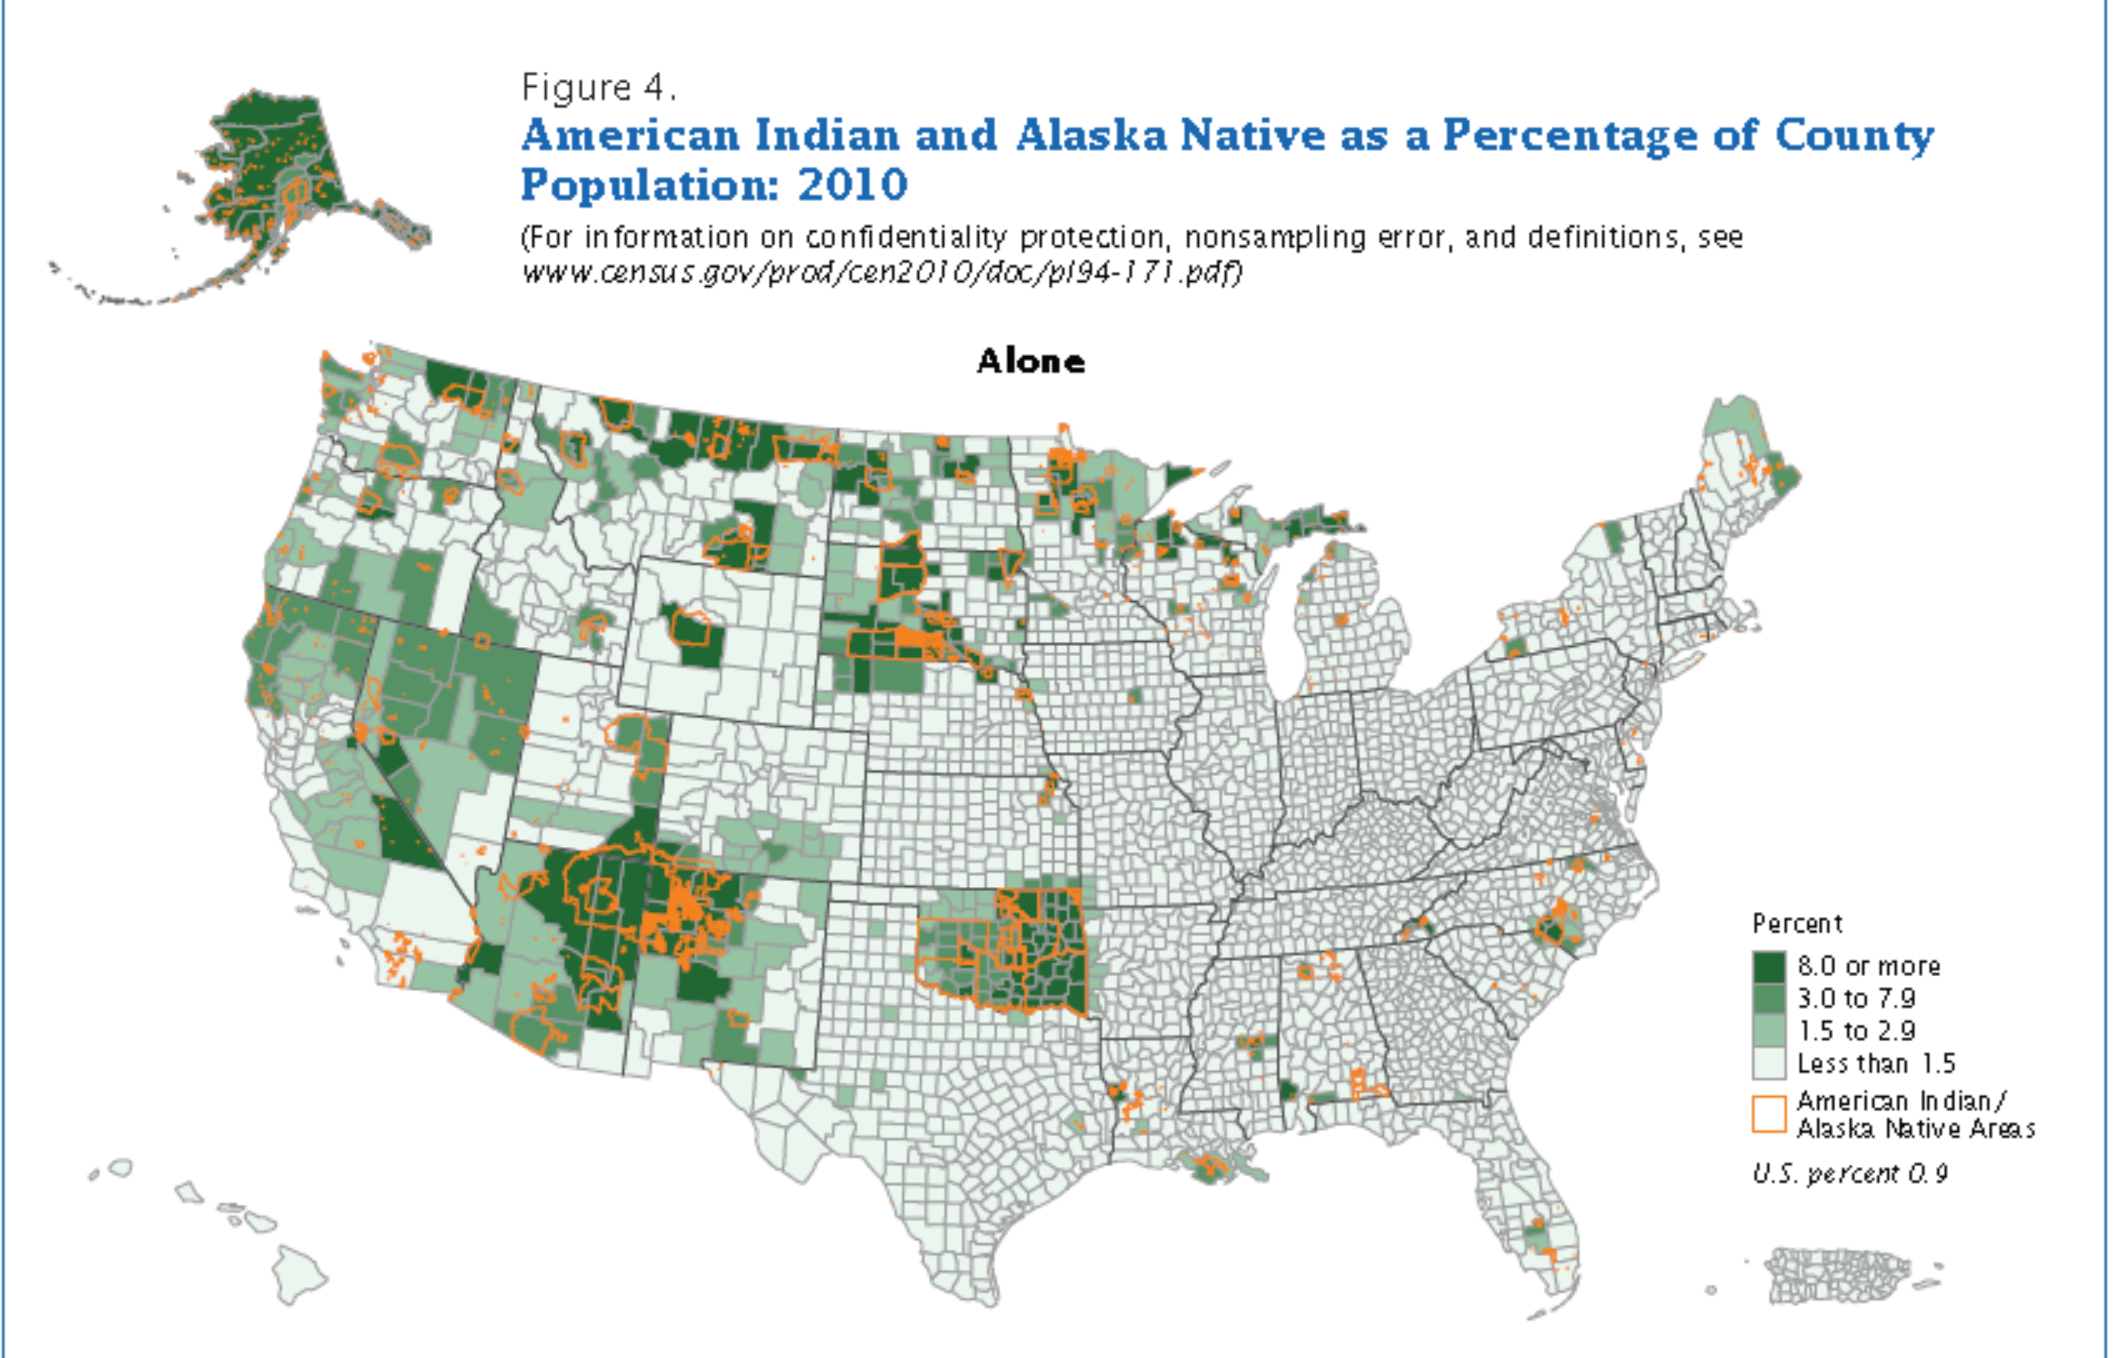 Figure 4.
American Indian and Alaska Native as a Percentage of County
Population: 2010
(For information on confidentiality protection, nonsampling error, and definitions, see
www.census.gov/prod/cen2010/doc/pl94-171.pdf)
Alone
Percent
8.0 or more
3.0 to 7.9
1.5 to 2.9
Less than 1.5
American Indian/
Alaska Native Areas
U.S. percent 0.9